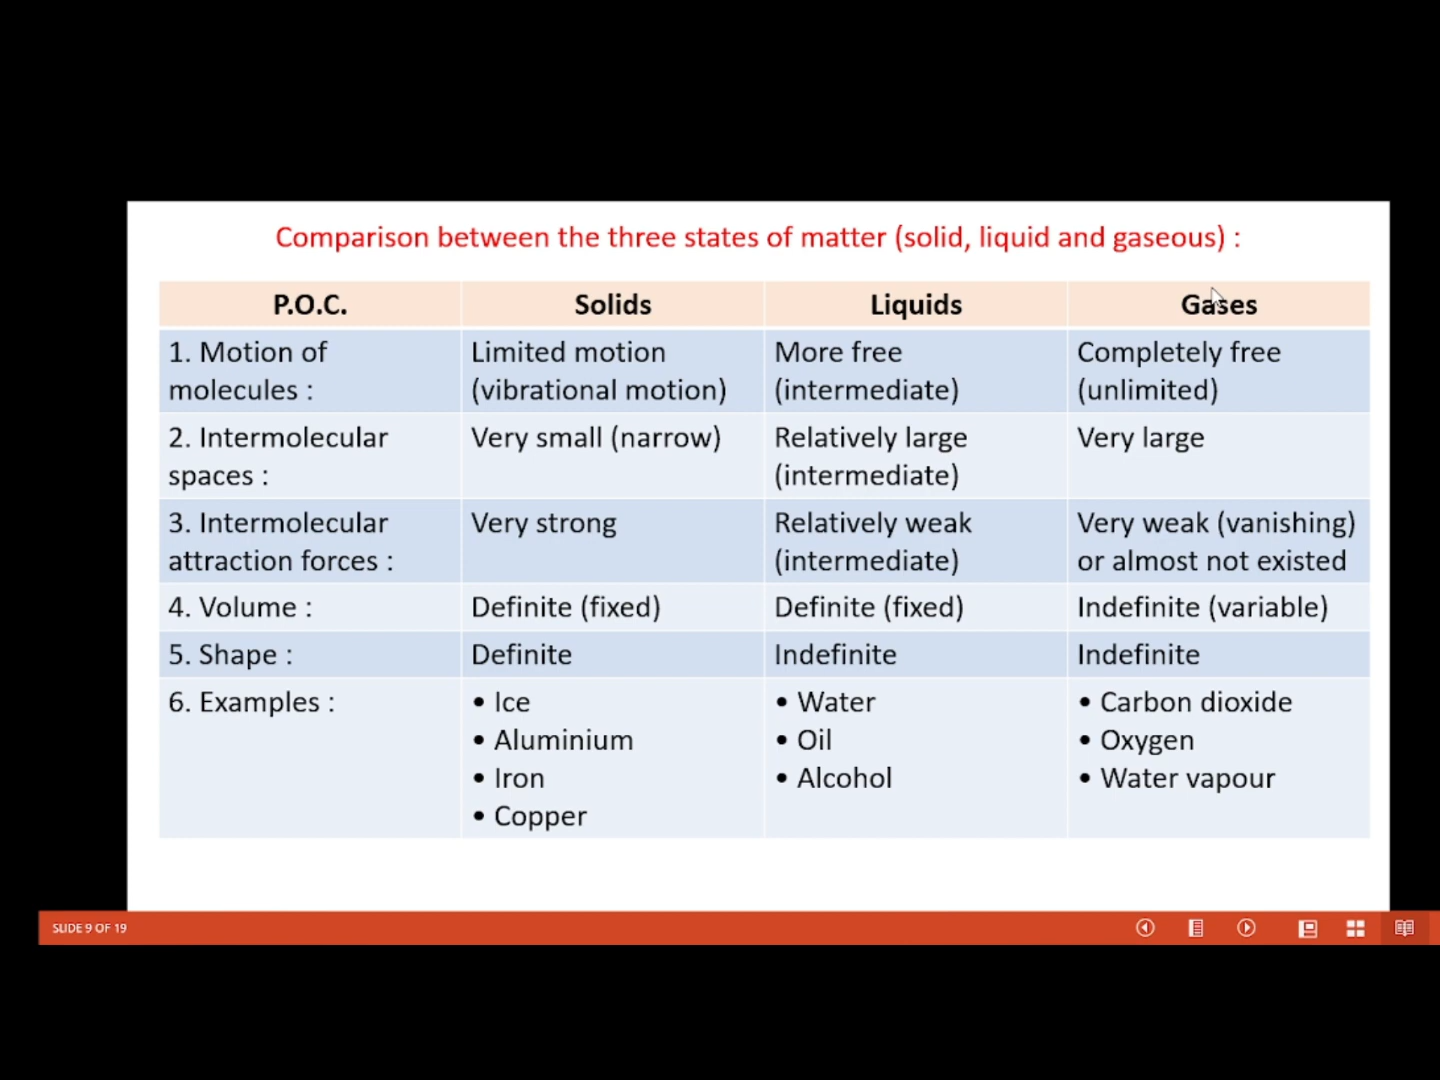 Comparison between the three states of matter (solid, liquid and gaseous) :
P.O.C. Solids Liquids Gases
1. Motion of molecules : Limited motion (vibrational motion) More free (intermediate) Completely free (unlimited)
2. Intermolecular spaces : Very small (narrow) Relatively large (intermediate) Very large
3. Intermolecular attraction forces : Very strong Relatively weak (intermediate) Very weak (vanishing) or almost not existed
4. Volume : Definite (fixed) Definite (fixed) Indefinite (variable)
5. Shape : Definite Indefinite Indefinite
6. Examples :
• Ice
• Aluminium
• Iron
• Copper
• Water
• Oil
• Alcohol
• Carbon dioxide
• Oxygen
• Water vapour
SLIDE 9 OF 19